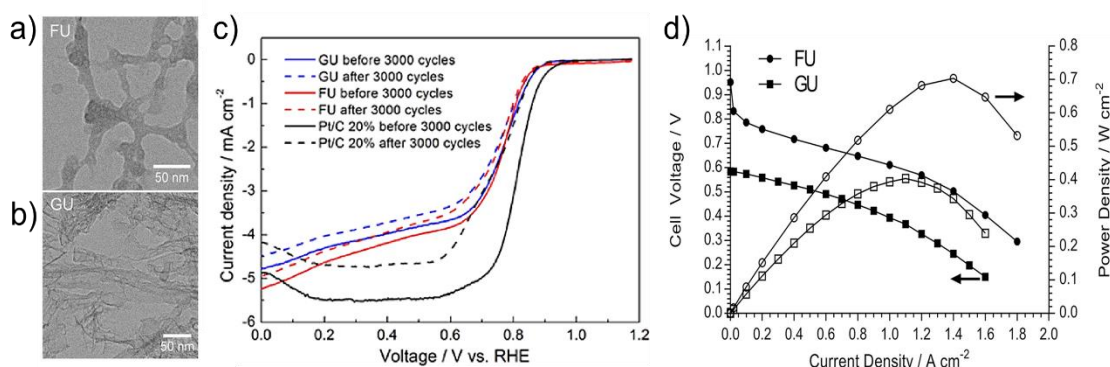 a)
FU
50 nm
b)
GU
50 nm
c)
0
-1
-2
-3
-4
-5
-6
Current density / mA cm⁻²
GU before 3000 cycles
GU after 3000 cycles
FU before 3000 cycles
FU after 3000 cycles
Pt/C 20% before 3000 cycles
Pt/C 20% after 3000 cycles
0.0 0.2 0.4 0.6 0.8 1.0 1.2
Voltage / V vs. RHE
d)
1.1
1.0
0.9
0.8
0.7
0.6
0.5
0.4
0.3
0.2
0.1
0.0
Cell Voltage / V
FU
GU
0.8
0.7
0.6
0.5
0.4
0.3
0.2
0.1
0.0
Power Density / W cm⁻²
0.0 0.2 0.4 0.6 0.8 1.0 1.2 1.4 1.6 1.8 2.0
Current Density / A cm⁻²